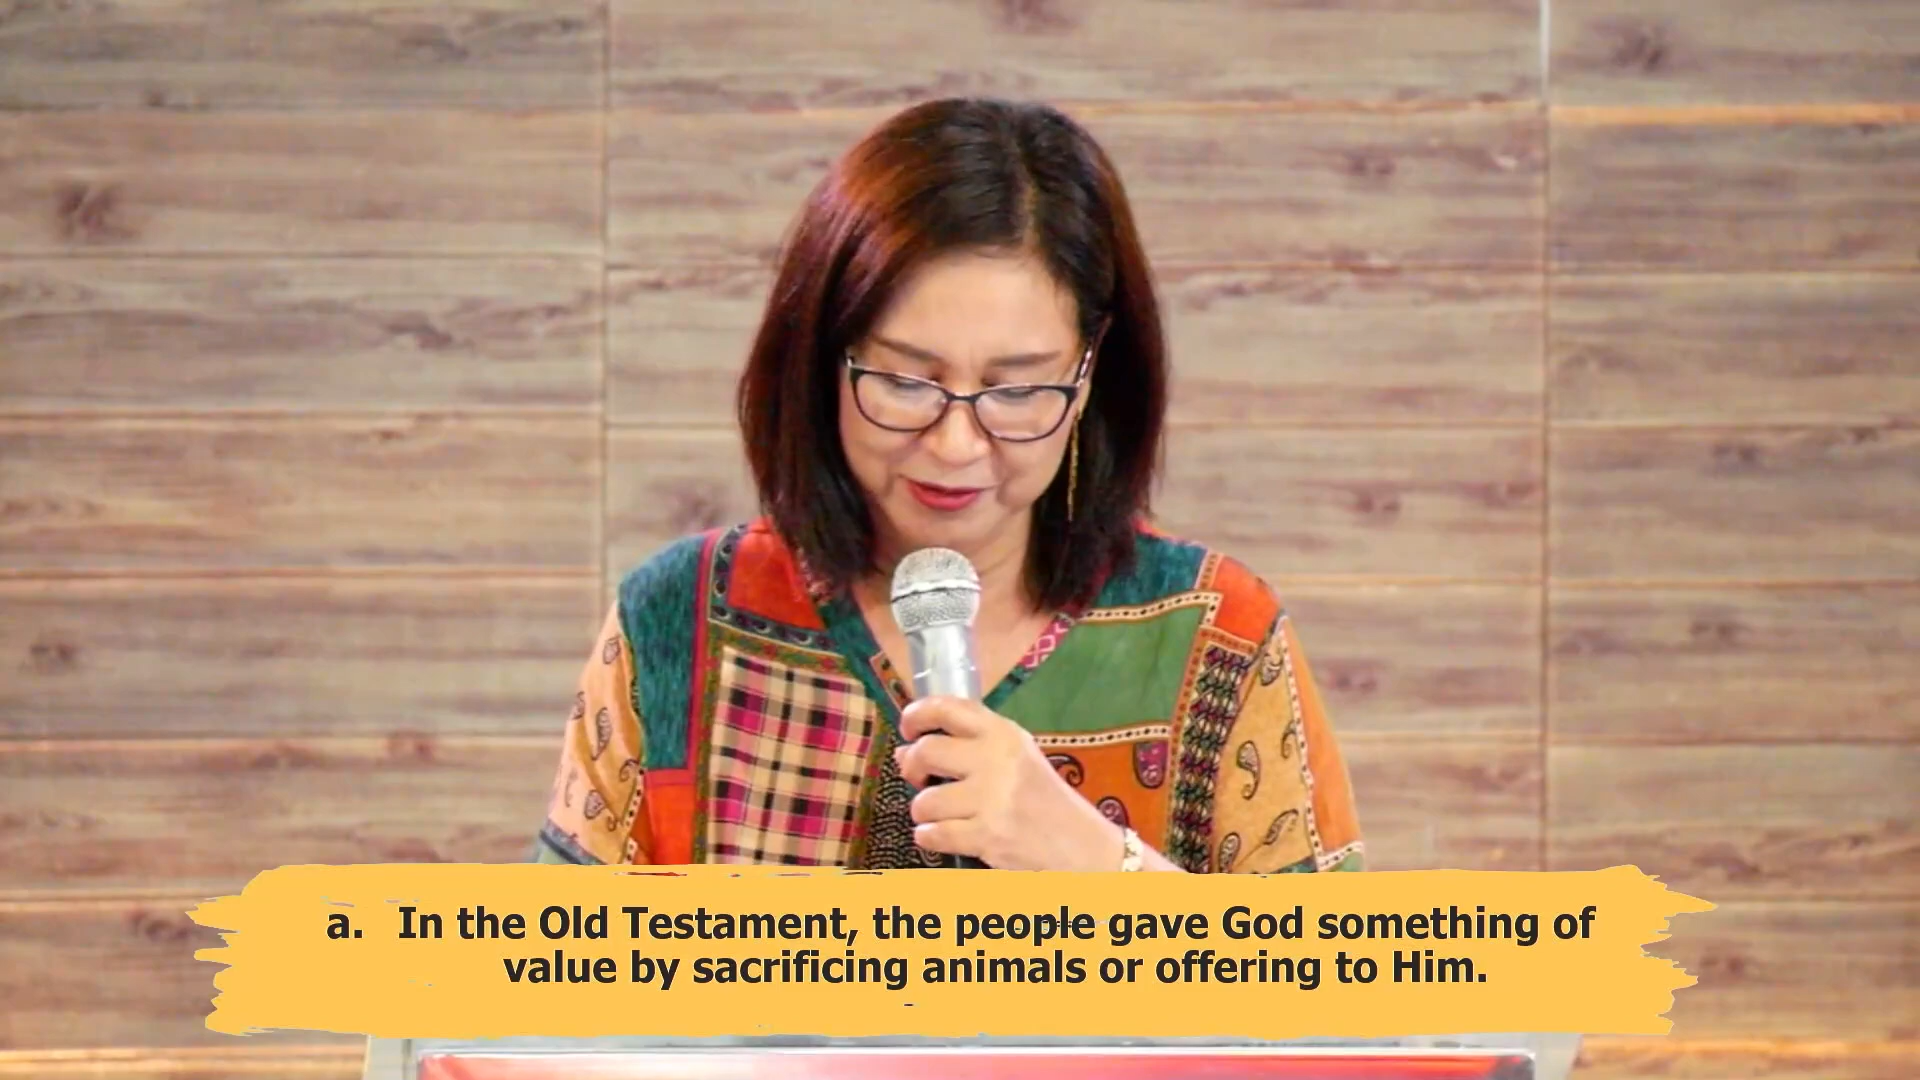 a. In the Old Testament, the people gave God something of
value by sacrificing animals or offering to Him.